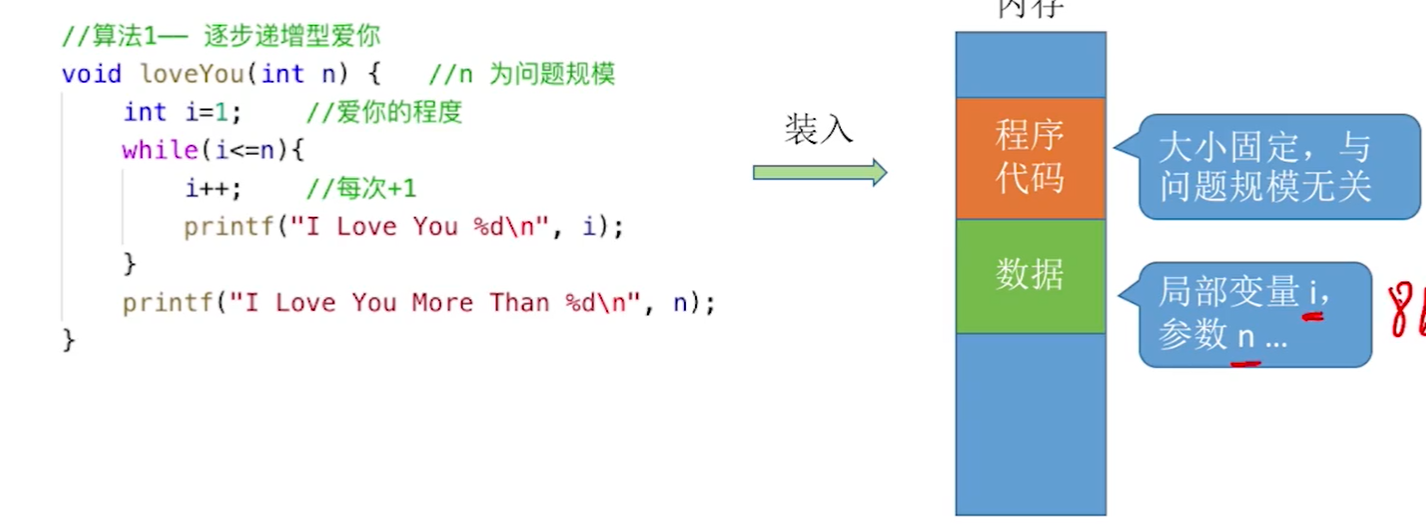 //算法1—— 逐步递增型爱你
void loveYou(int n) {   //n 为问题规模
    int i=1;    //爱你的程度
    while(i<=n){
        i++;    //每次+1
        printf("I Love You %d\n", i);
    }
    printf("I Love You More Than %d\n", n);
}
装入
内存
程序
代码
数据
大小固定，与
问题规模无关
局部变量 i,
参数 n ...